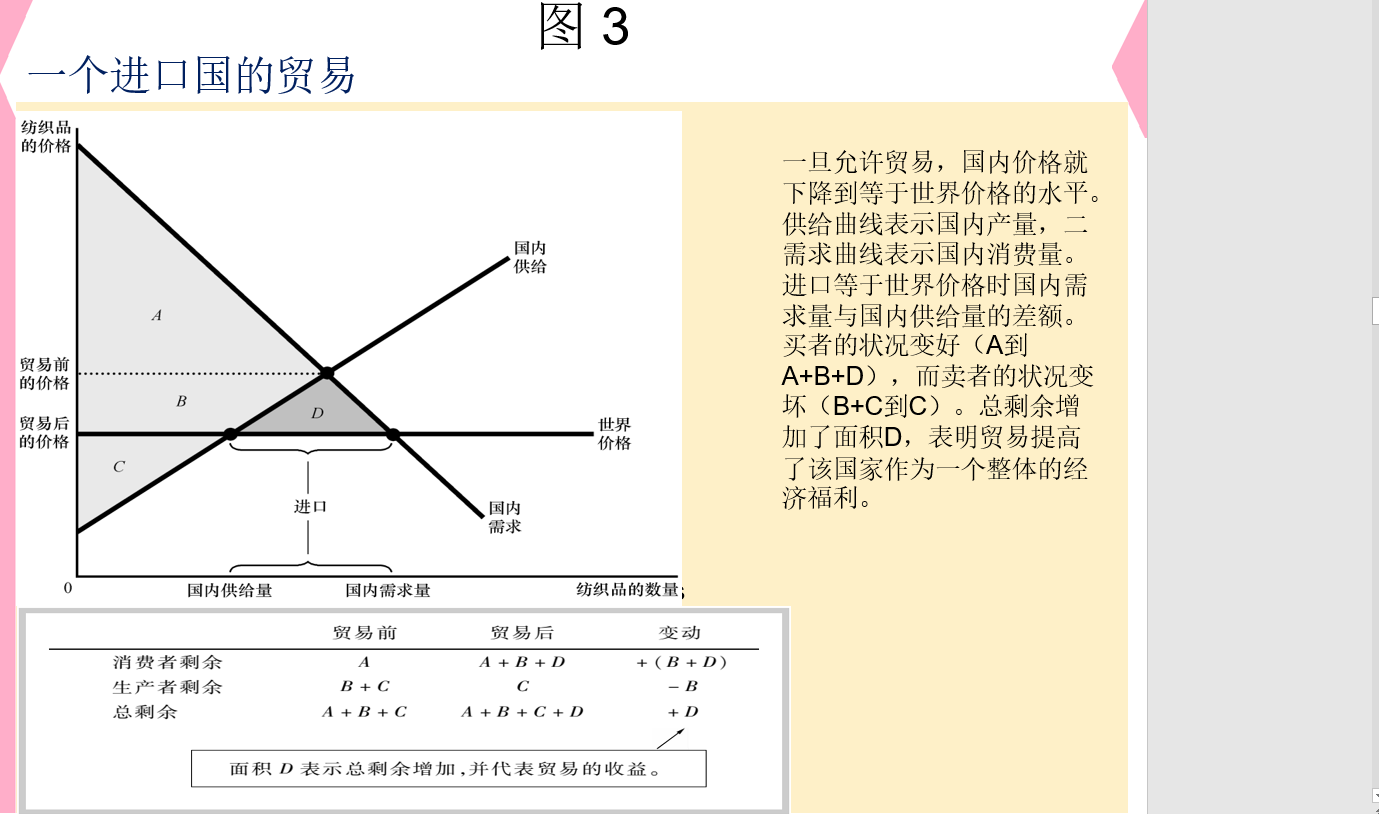 图 3
一个进口国的贸易
纺织品
的价格
国内
供给
A
贸易前
的价格
B
D
贸易后
的价格
世界
价格
C
进口
国内
需求
0
国内供给量
国内需求量
纺织品的数量
一旦允许贸易，国内价格就
下降到等于世界价格的水平。
供给曲线表示国内产量，二
需求曲线表示国内消费量。
进口等于世界价格时国内需
求量与国内供给量的差额。
买者的状况变好（A到
A+B+D），而卖者的状况变
坏（B+C到C）。总剩余增
加了面积D，表明贸易提高
了该国家作为一个整体的经
济福利。
贸易前 贸易后 变动
消费者剩余 A A + B + D + ( B + D )
生产者剩余 B + C C − B
总剩余 A + B + C A + B + C + D + D
面积 D 表示总剩余增加,并代表贸易的收益。